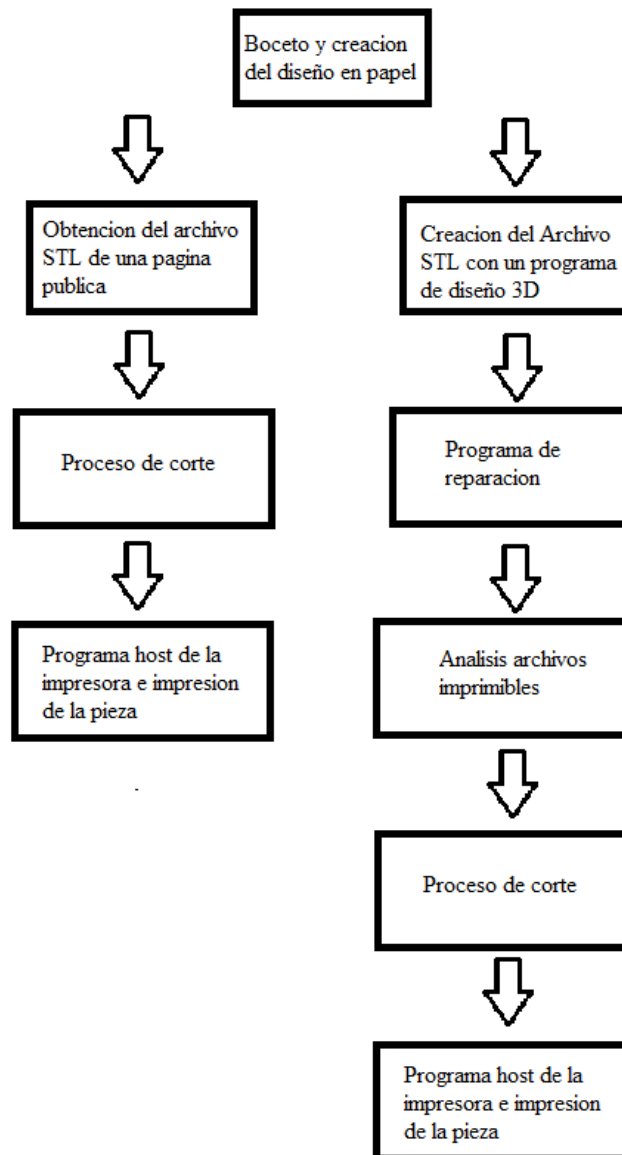 Boceto y creacion
del diseño en papel
Obtencion del archivo
STL de una pagina
publica
Creacion del Archivo
STL con un programa
de diseño 3D
Proceso de corte
Programa de
reparacion
Programa host de la
impresora e impresion
de la pieza
Analisis archivos
imprimibles
Proceso de corte
Programa host de la
impresora e impresion
de la pieza